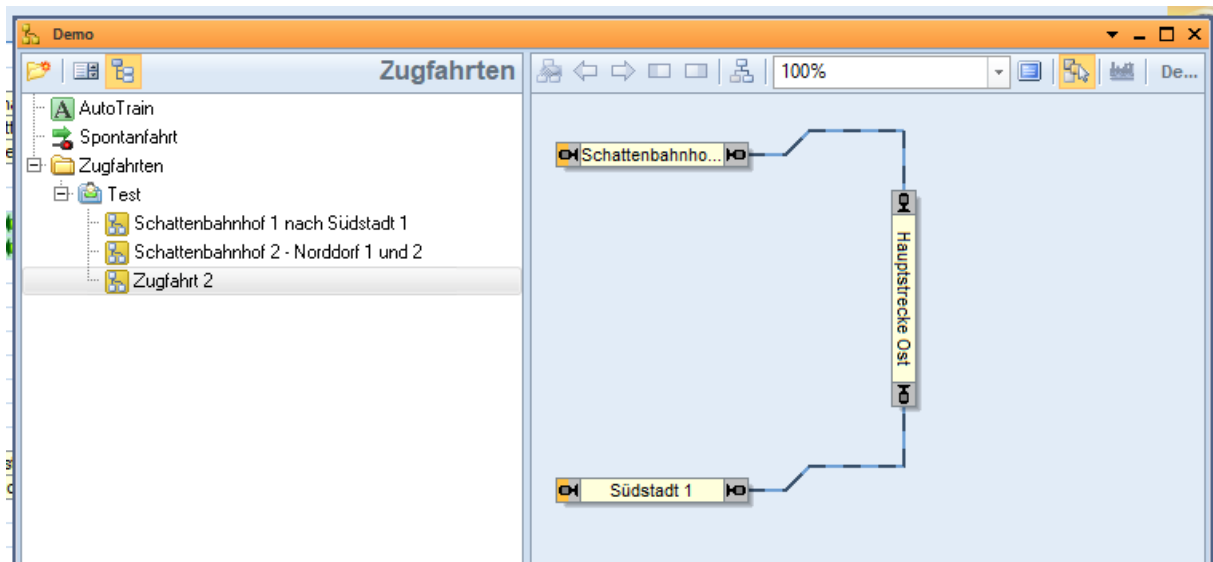 Demo
Zugfahrten
100%
De...
AutoTrain
Spontanfahrt
Zugfahrten
Test
Schattenbahnhof 1 nach Südstadt 1
Schattenbahnhof 2 - Norddorf 1 und 2
Zugfahrt 2
Schattenbahnho...
Hauptstrecke Ost
Südstadt 1